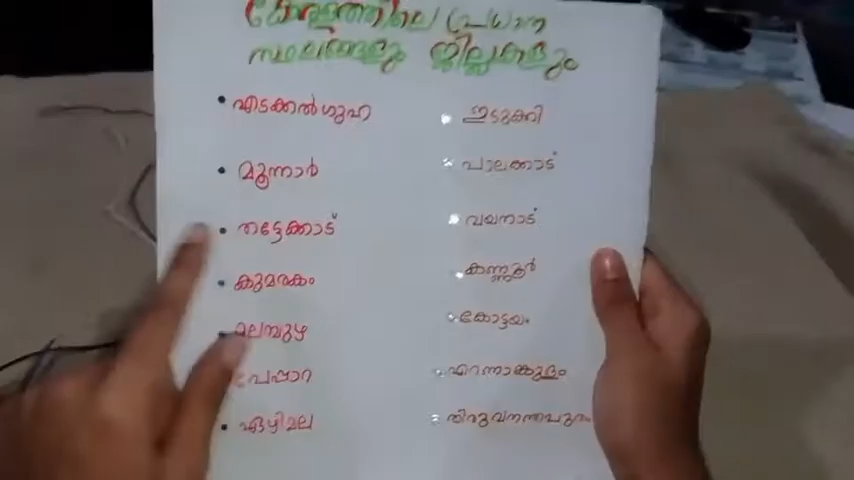 കേരളത്തിലെ പ്രധാന
സ്ഥലങ്ങളും ജില്ലകളും
എടക്കൽഗുഹ ഇടുക്കി
മൂന്നാർ പാലക്കാട്
തട്ടേക്കാട് വയനാട്
കുമരകം കണ്ണൂർ
മലമ്പുഴ കോട്ടയം
പേപ്പാറ എറണാക്കുളം
ഏഴിമല തിരുവനന്തപുരം